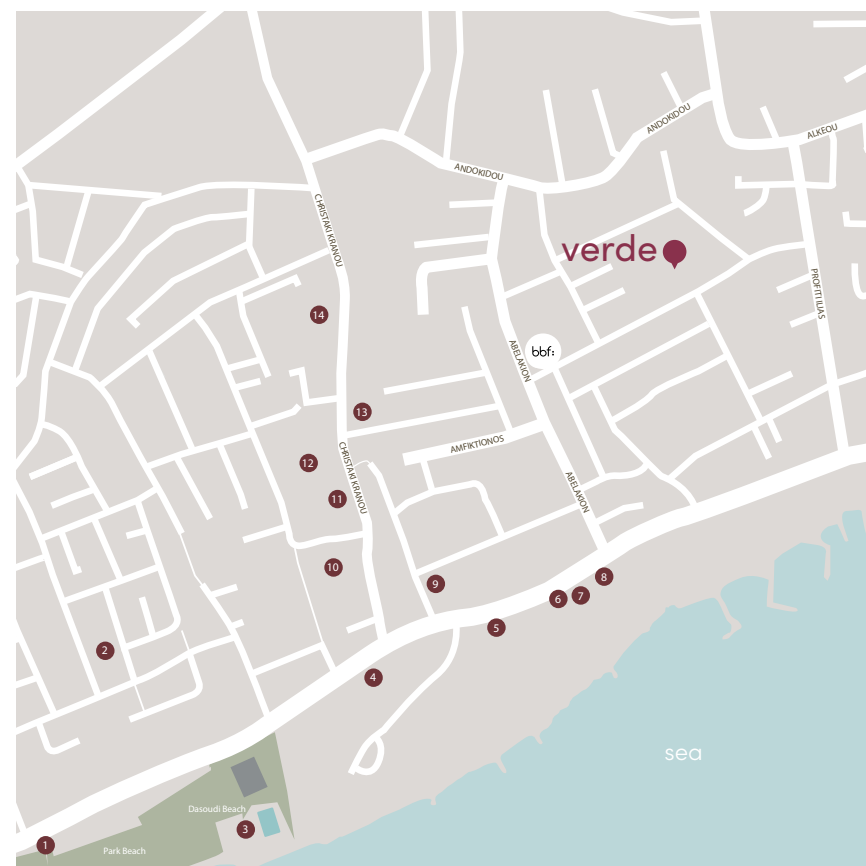 ANDOKIDOU
ALKEOU
ANDOKIDOU
CHRISTAKI KRANOU
verde
PROFITI ILIAS
14
ABELAKION
bbf:
13
AMFIKTIONOS
12
CHRISTAKI KRANOU
11
ABELAKION
10
9
8
7
6
5
2
4
sea
Dasoudi Beach
3
1
Park Beach